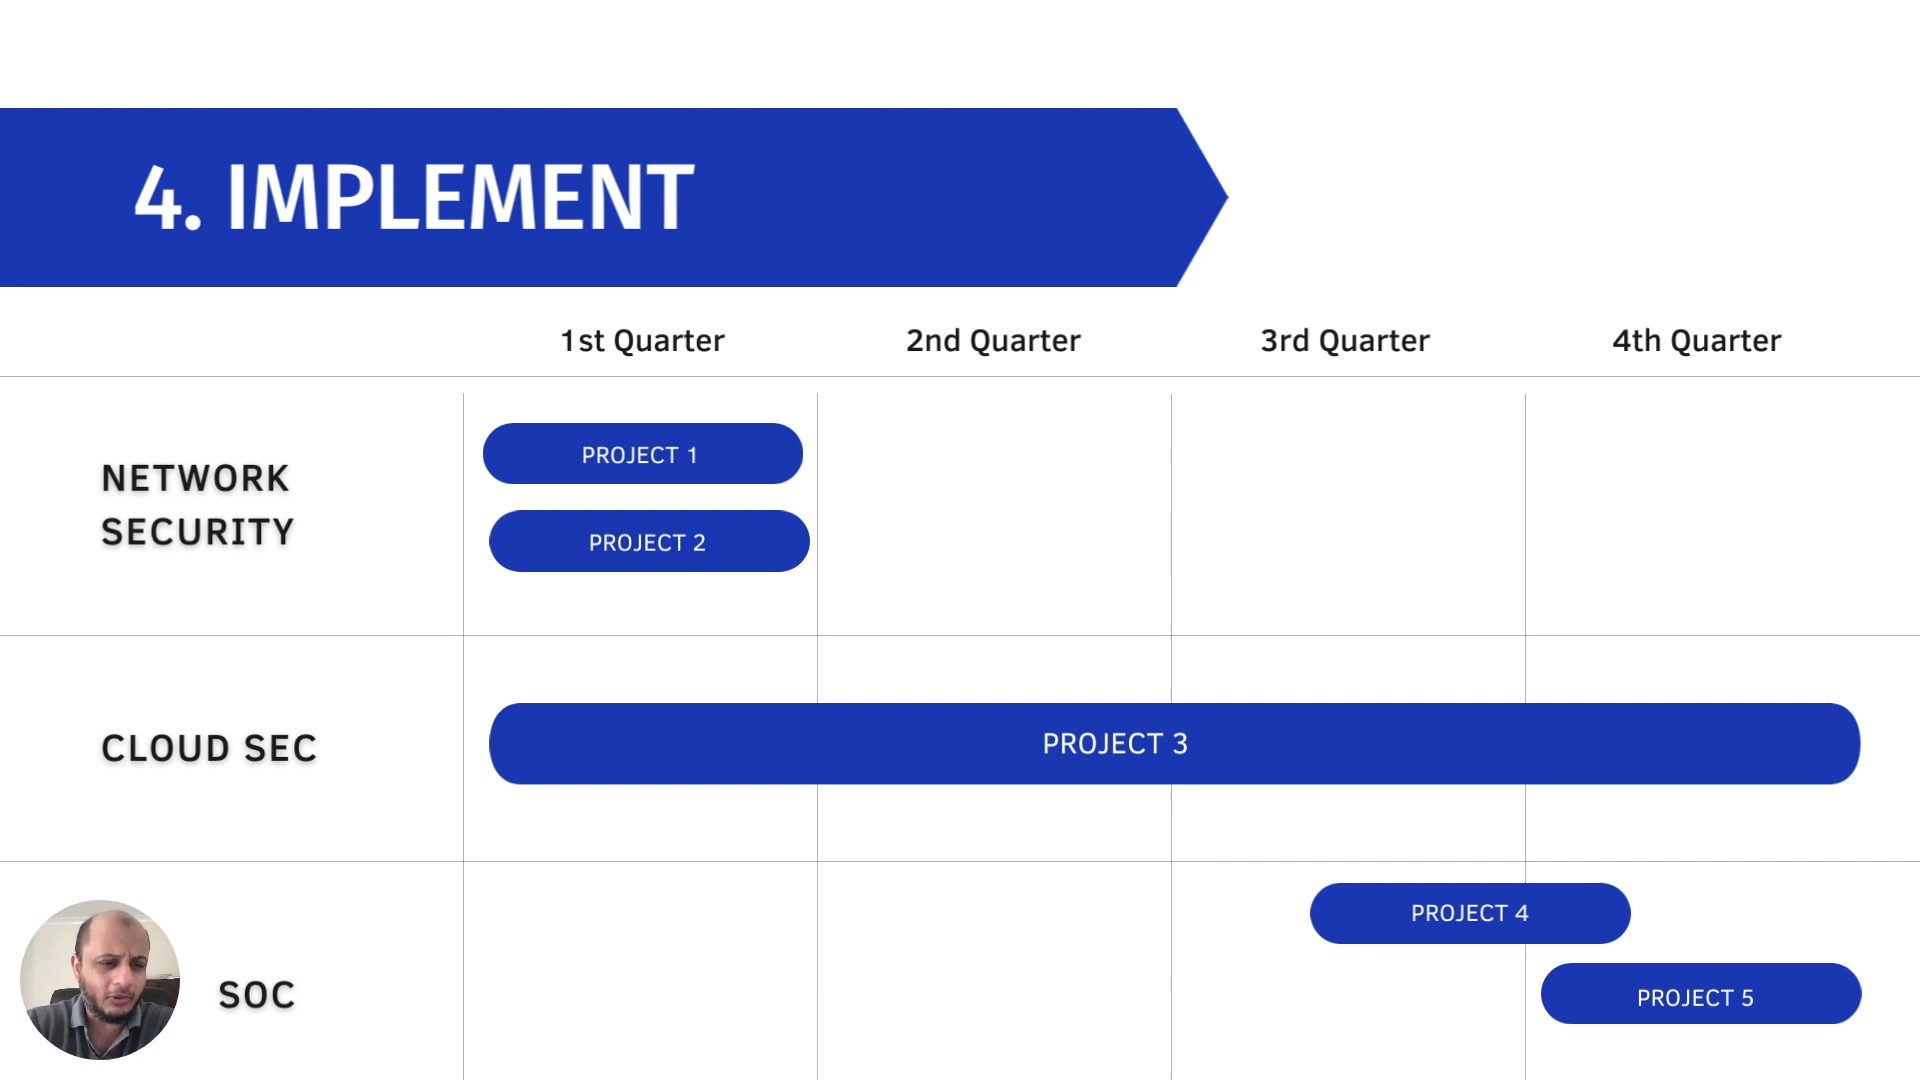 4. IMPLEMENT
1st Quarter 2nd Quarter 3rd Quarter 4th Quarter
NETWORK
SECURITY
PROJECT 1
PROJECT 2
CLOUD SEC
PROJECT 3
SOC
PROJECT 4
PROJECT 5